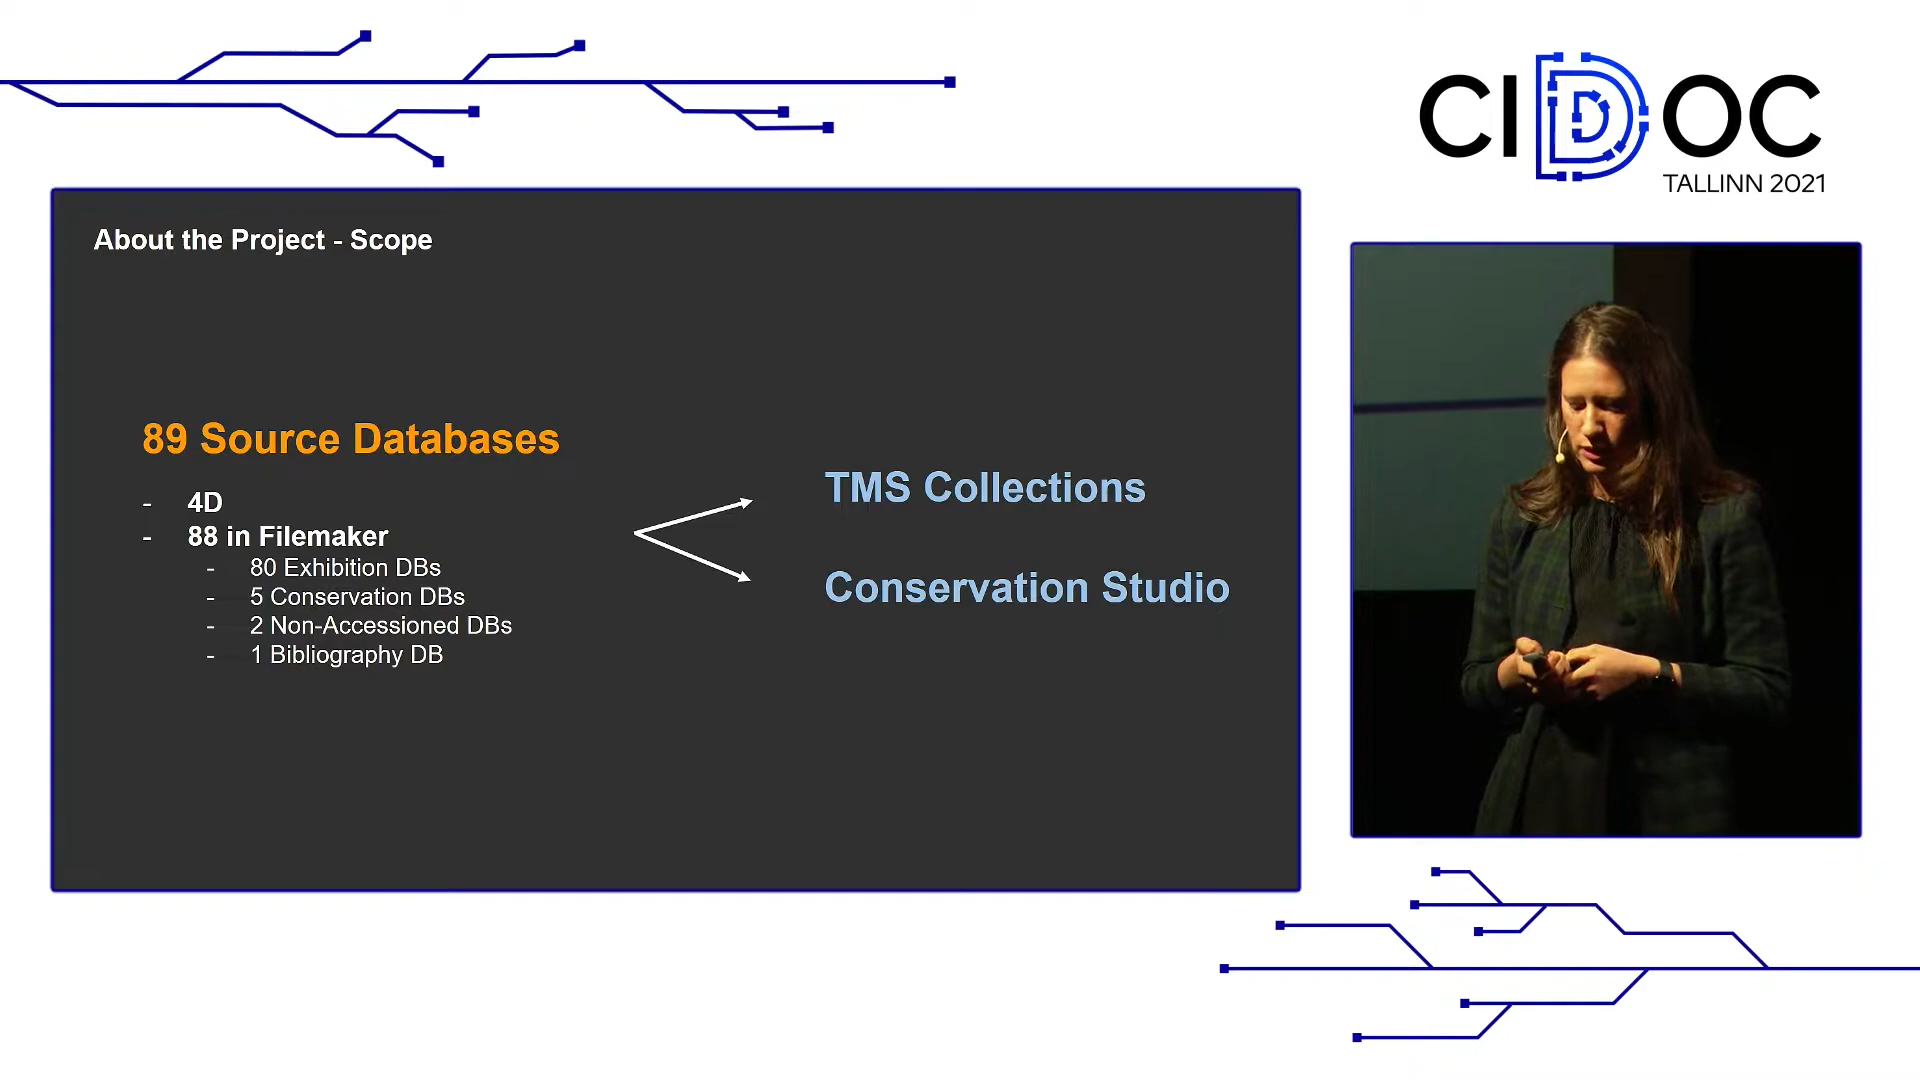 CIDOC
TALLINN 2021
About the Project - Scope
89 Source Databases
- 4D
- 88 in Filemaker
- 80 Exhibition DBs
- 5 Conservation DBs
- 2 Non-Accessioned DBs
- 1 Bibliography DB
TMS Collections
Conservation Studio